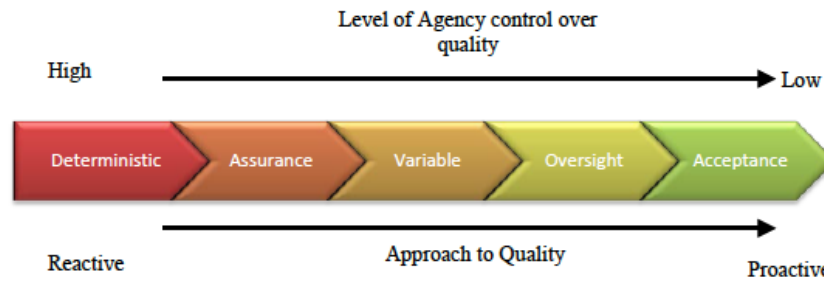 Level of Agency control over
quality
High
Low
Deterministic
Assurance
Variable
Oversight
Acceptance
Approach to Quality
Reactive
Proactive